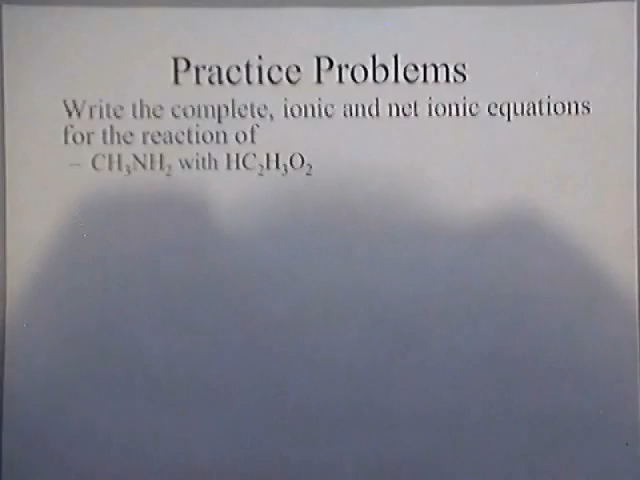 Practice Problems
Write the complete, ionic and net ionic equations
for the reaction of
– CH₃NH₂ with HC₂H₃O₂